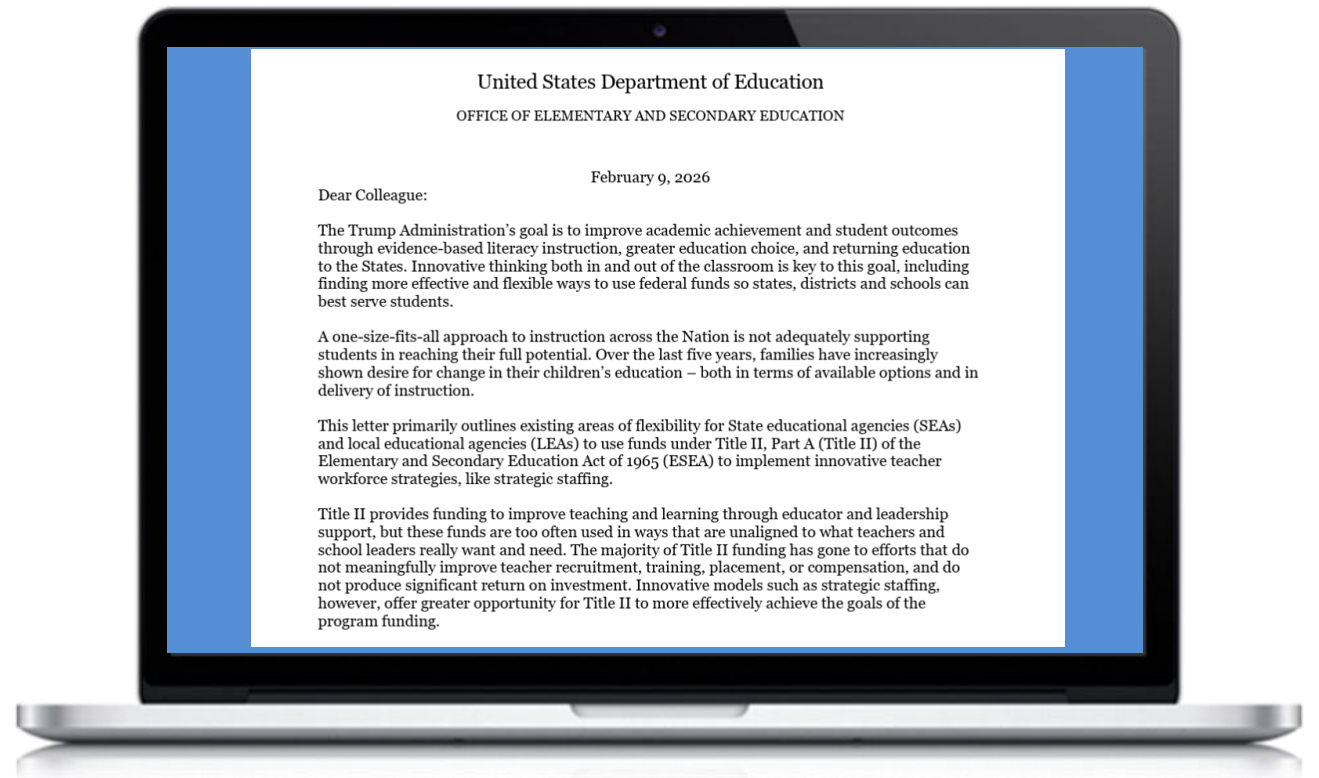 United States Department of Education
OFFICE OF ELEMENTARY AND SECONDARY EDUCATION
February 9, 2026
Dear Colleague:
The Trump Administration’s goal is to improve academic achievement and student outcomes
through evidence-based literacy instruction, greater education choice, and returning education
to the States. Innovative thinking both in and out of the classroom is key to this goal, including
finding more effective and flexible ways to use federal funds so states, districts and schools can
best serve students.
A one-size-fits-all approach to instruction across the Nation is not adequately supporting
students in reaching their full potential. Over the last five years, families have increasingly
shown desire for change in their children’s education – both in terms of available options and in
delivery of instruction.
This letter primarily outlines existing areas of flexibility for State educational agencies (SEAs)
and local educational agencies (LEAs) to use funds under Title II, Part A (Title II) of the
Elementary and Secondary Education Act of 1965 (ESEA) to implement innovative teacher
workforce strategies, like strategic staffing.
Title II provides funding to improve teaching and learning through educator and leadership
support, but these funds are too often used in ways that are unaligned to what teachers and
school leaders really want and need. The majority of Title II funding has gone to efforts that do
not meaningfully improve teacher recruitment, training, placement, or compensation, and do
not produce significant return on investment. Innovative models such as strategic staffing,
however, offer greater opportunity for Title II to more effectively achieve the goals of the
program funding.